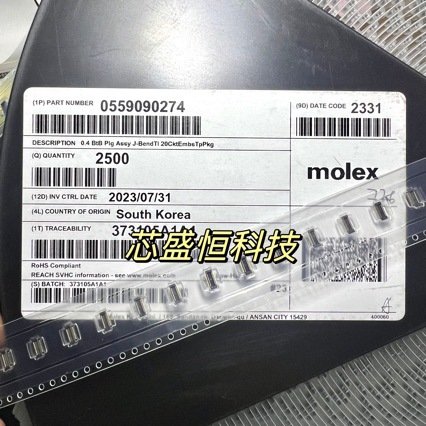 (1P) PART NUMBER 0559090274 (9D) DATE CODE 2331
DESCRIPTION 0.4 BtB Plg Assy J-BendTl 20CktEmbsTpPkg
(Q) QUANTITY 2500
molex
(12D) INV CTRL DATE 2023/07/31
(4L) COUNTRY OF ORIGIN South Korea
(1T) TRACEABILITY
芯盛恒科技
RoHS Compliant
REACH SVHC information - see www.molex.com
(S) BATCH: 373105A1A1
ANSAN CITY 15429
400060